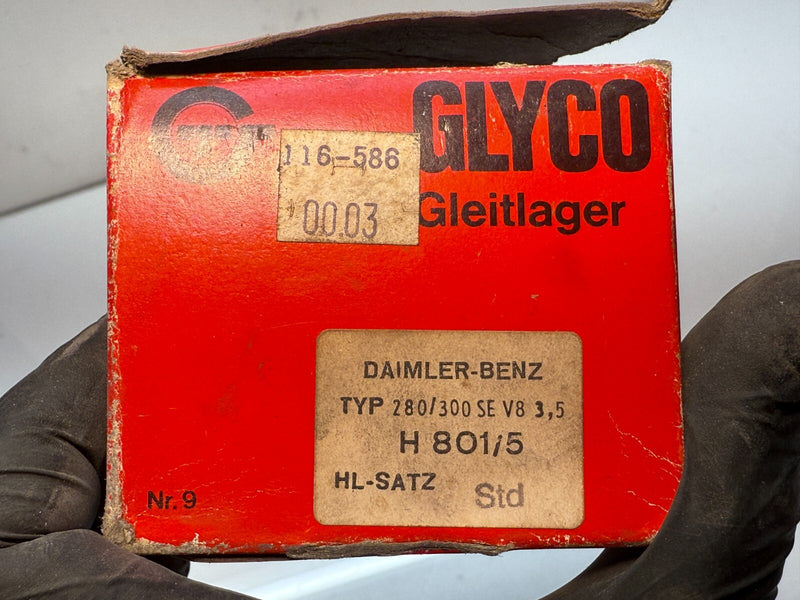 GLYCO
Gleitlager
116-586
00.03
DAIMLER-BENZ
TYP 280/300 SE V8 3,5
H 801/5
HL-SATZ Std
Nr. 9